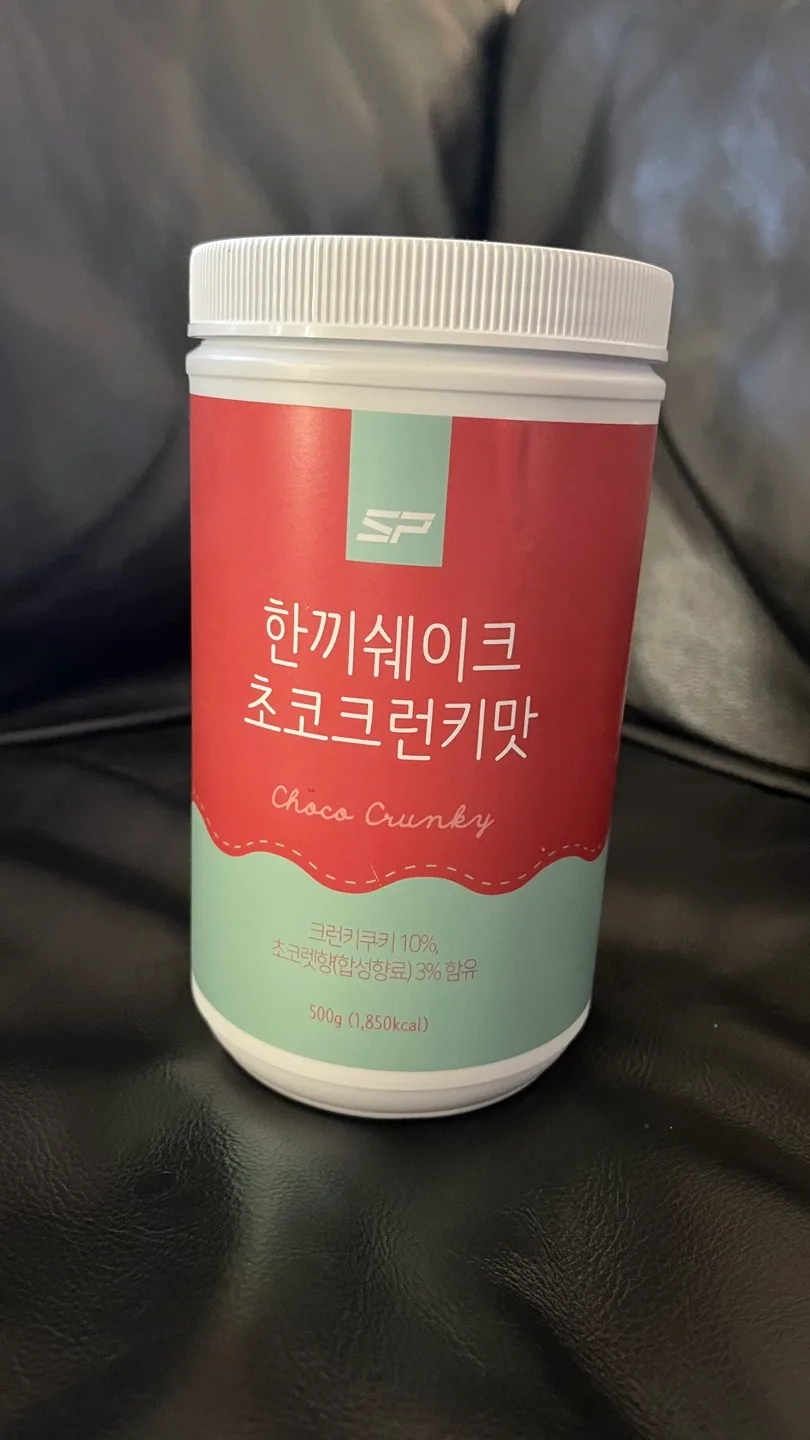 SP
한끼쉐이크
초코크런키맛
Choco Crunky
크런키쿠키 10%,
초코렛향(합성향료) 3% 함유
500g (1,850kcal)